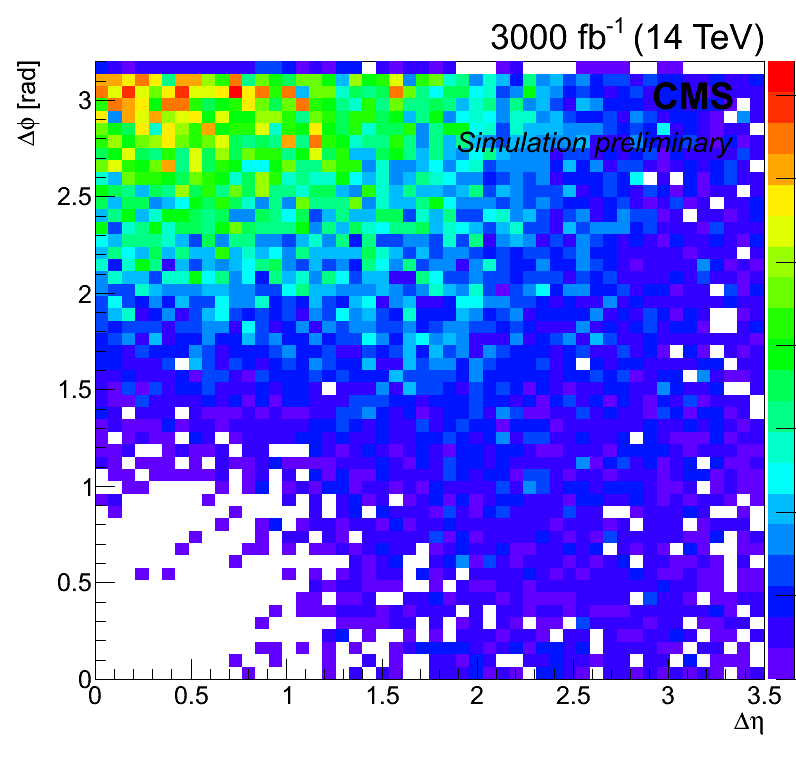 3000 fb⁻¹ (14 TeV)
Δϕ [rad]
CMS
Simulation preliminary
3
2.5
2
1.5
1
0.5
0
0 0.5 1 1.5 2 2.5 3 3.5
Δη